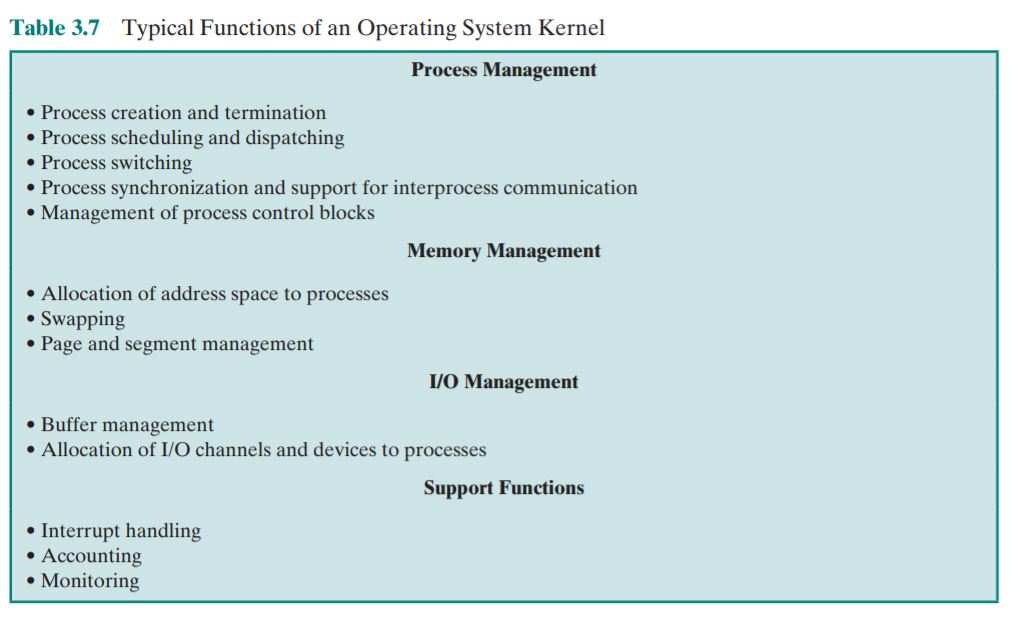 Table 3.7 Typical Functions of an Operating System Kernel
Process Management
• Process creation and termination
• Process scheduling and dispatching
• Process switching
• Process synchronization and support for interprocess communication
• Management of process control blocks
Memory Management
• Allocation of address space to processes
• Swapping
• Page and segment management
I/O Management
• Buffer management
• Allocation of I/O channels and devices to processes
Support Functions
• Interrupt handling
• Accounting
• Monitoring